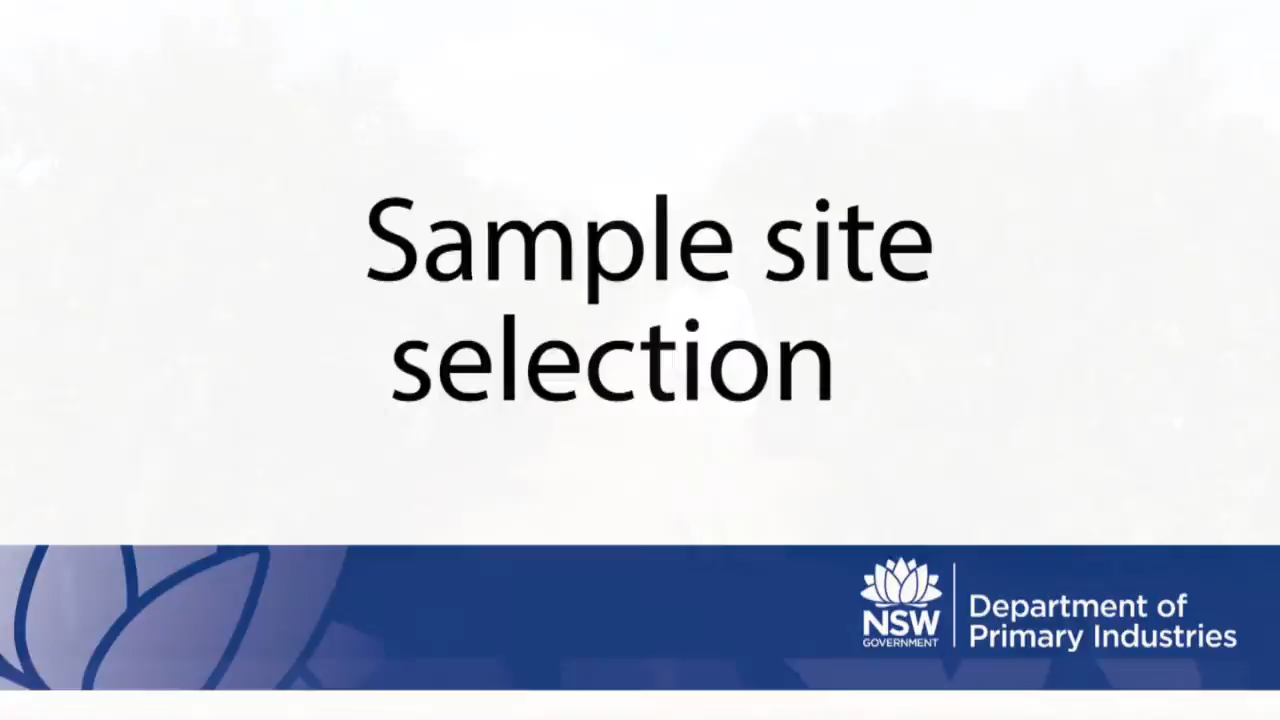 Sample site
selection
NSW
GOVERNMENT
Department of
Primary Industries